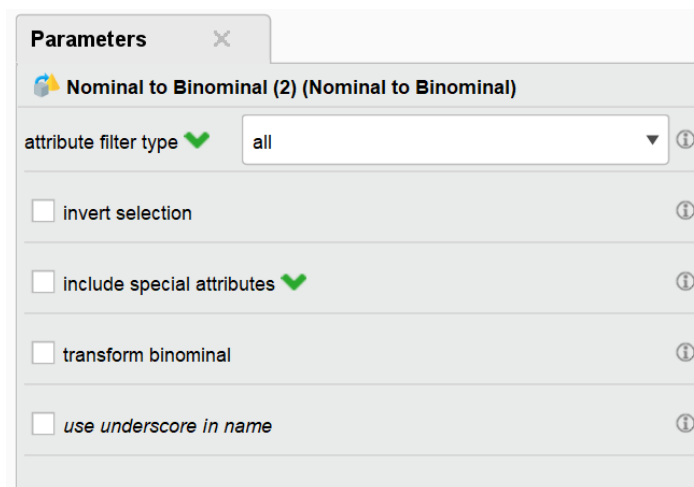 Parameters
Nominal to Binominal (2) (Nominal to Binominal)
attribute filter type all
invert selection
include special attributes
transform binominal
use underscore in name